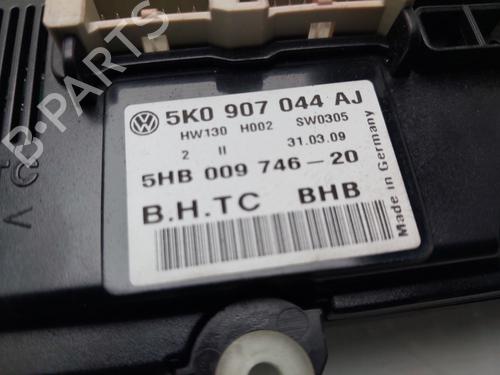 5K0 907 044 AJ
HW130 H002 SW0305
2 II 31.03.09
5HB 009 746-20
B.H.TC BHB
Made in Germany